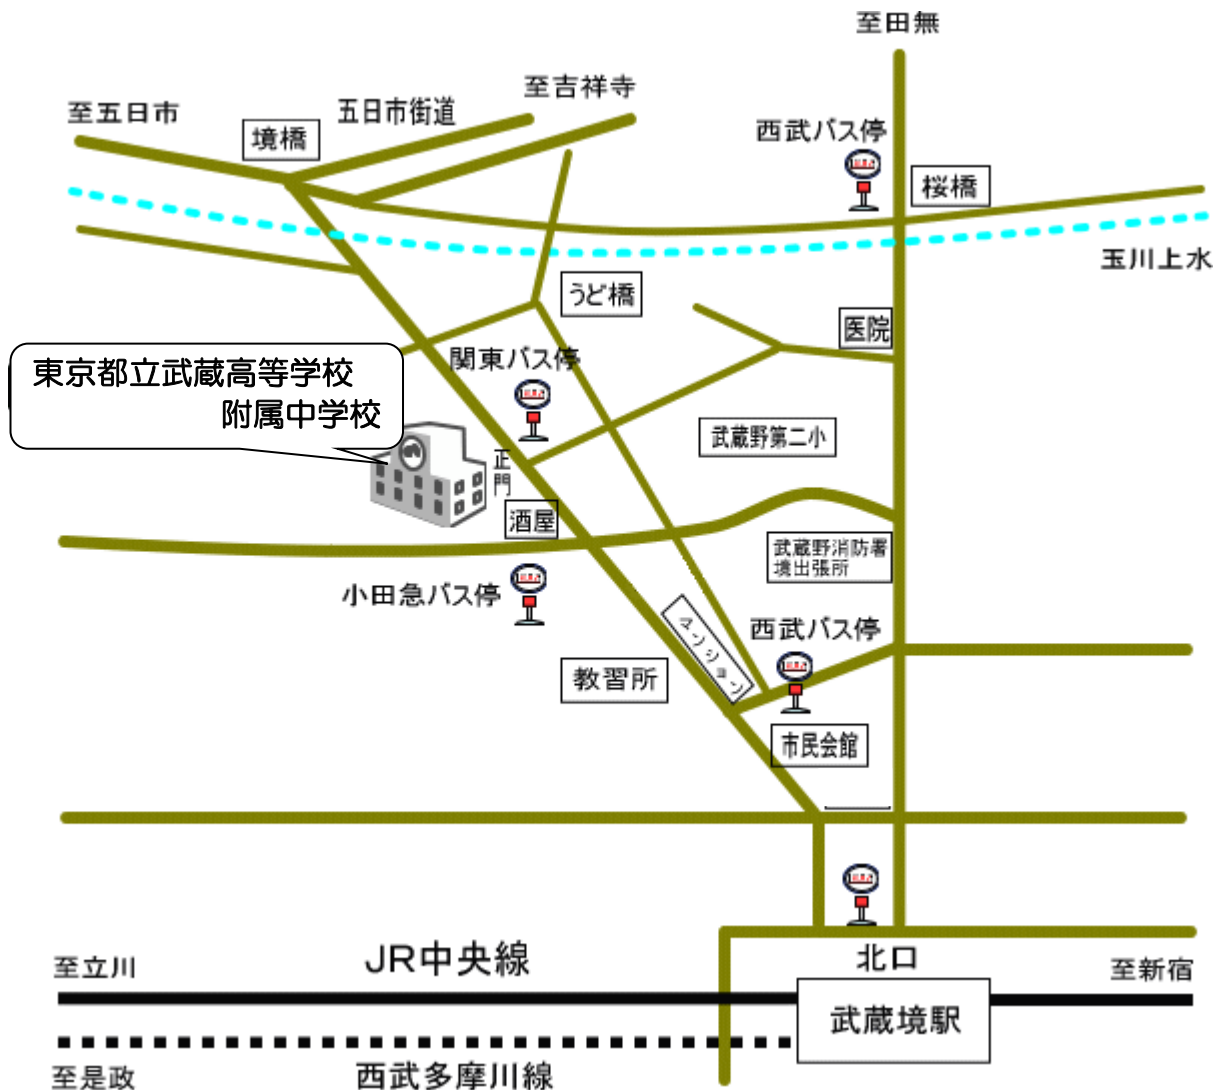 至田無
至吉祥寺
五日市街道
至五日市
境橋
西武バス停
桜橋
玉川上水
うど橋
医院
関東バス停
東京都立武蔵高等学校
附属中学校
武蔵野第二小
正門
酒屋
武蔵野消防署
境出張所
小田急バス停
マンション
西武バス停
教習所
市民会館
北口
JR中央線
至立川
至新宿
武蔵境駅
至是政
西武多摩川線